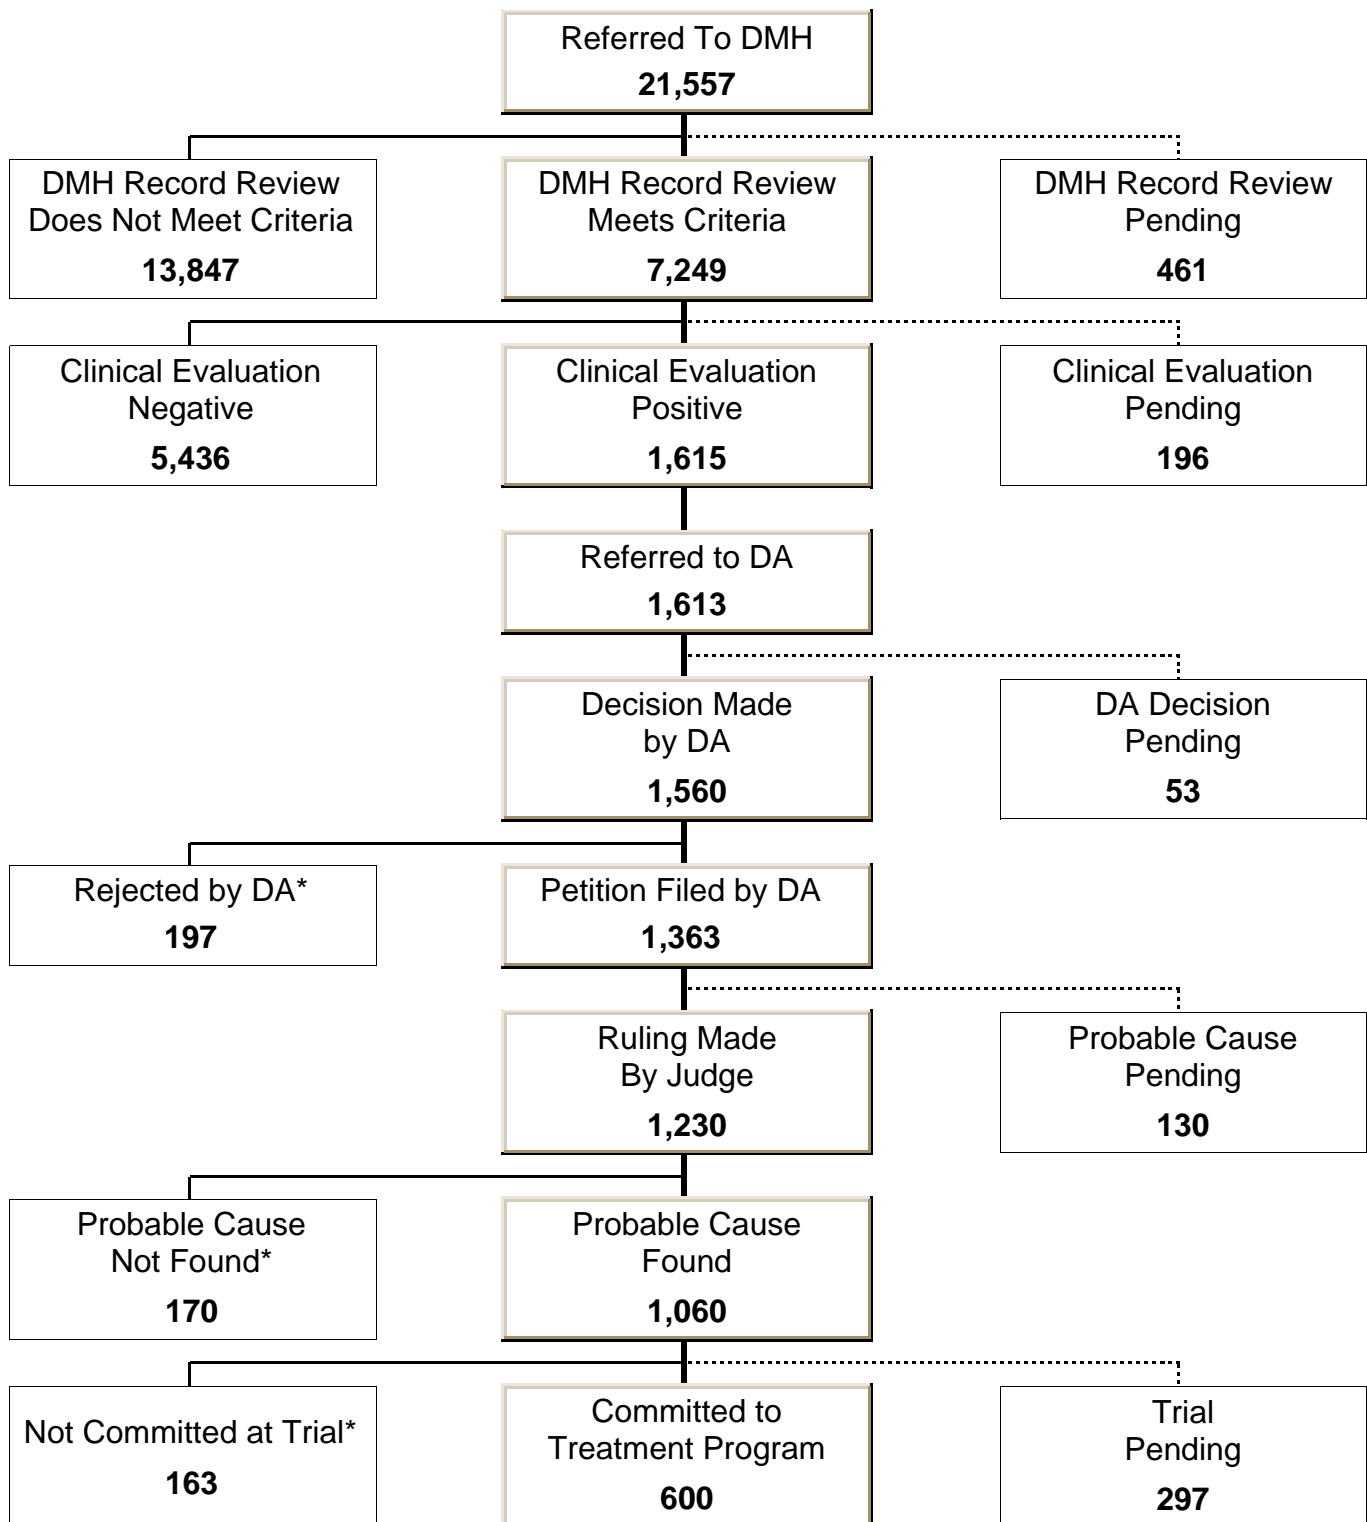 Referred To DMH
21,557
DMH Record Review
Does Not Meet Criteria
13,847
DMH Record Review
Meets Criteria
7,249
DMH Record Review
Pending
461
Clinical Evaluation
Negative
5,436
Clinical Evaluation
Positive
1,615
Clinical Evaluation
Pending
196
Referred to DA
1,613
Decision Made
by DA
1,560
DA Decision
Pending
53
Rejected by DA*
197
Petition Filed by DA
1,363
Ruling Made
By Judge
1,230
Probable Cause
Pending
130
Probable Cause
Not Found*
170
Probable Cause
Found
1,060
Not Committed at Trial*
163
Committed to
Treatment Program
600
Trial
Pending
297